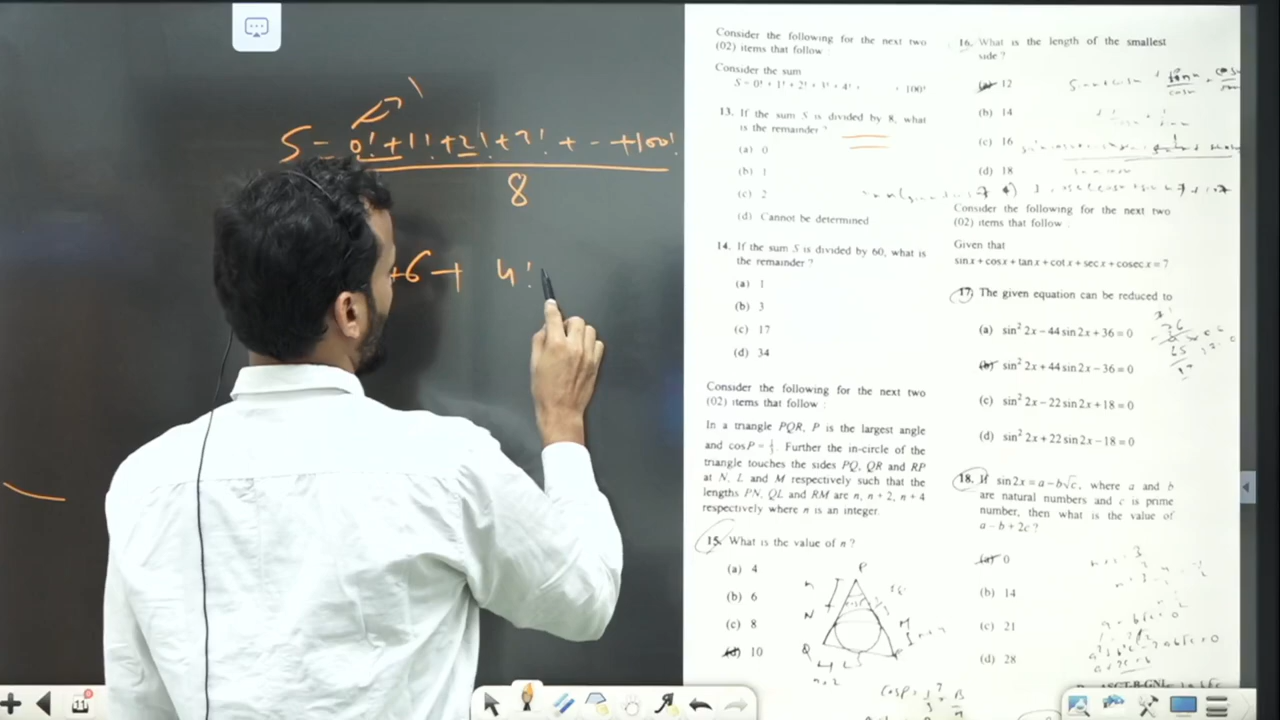 S = 0! + 1! + 2! + 3! + - - + 100!
8
+6 + 4!
Consider the following for the next two
(02) items that follow :
Consider the sum
S = 0! + 1! + 2! + 3! + 4! + + 100!
13. If the sum S is divided by 8, what
is the remainder ?
(a) 0
(b) 1
(c) 2
(d) Cannot be determined
14. If the sum S is divided by 60, what is
the remainder ?
(a) 1
(b) 3
(c) 17
(d) 34
Consider the following for the next two
(02) items that follow :
In a triangle PQR, P is the largest angle
and cosP = 1/3. Further the in-circle of the
triangle touches the sides PQ, QR and RP
at N, L and M respectively such that the
lengths PN, QL and RM are n, n + 2, n + 4
respectively where n is an integer.
15. What is the value of n ?
(a) 4
(b) 6
(c) 8
(d) 10
P
n
N
M
Q
n+2
16. What is the length of the smallest
side ?
(a) 12
(b) 14
(c) 16
(d) 18
Consider the following for the next two
(02) items that follow :
Given that
sin x + cos x + tan x + cot x + sec x + cosec x = 7
17. The given equation can be reduced to
(a) sin² 2x − 44 sin 2x + 36 = 0
(b) sin² 2x + 44 sin 2x − 36 = 0
(c) sin² 2x − 22 sin 2x + 18 = 0
(d) sin² 2x + 22 sin 2x − 18 = 0
18. If sin 2x = a − b√c, where a and b
are natural numbers and c is prime
number, then what is the value of
a − b + 2c ?
(a) 0
(b) 14
(c) 21
(d) 28
11